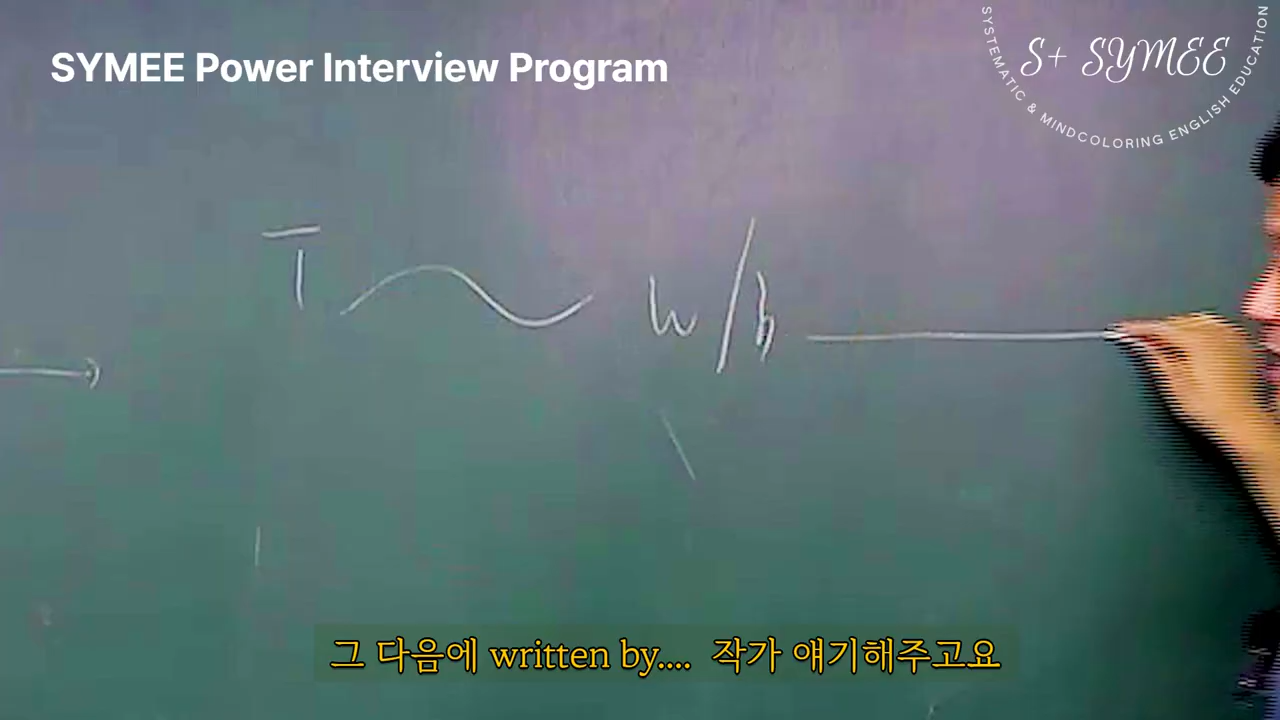 SYMEE Power Interview Program
S+ SYMEE
SYSTEMATIC & MINDCOLORING ENGLISH EDUCATION
T w/b
그 다음에 written by.... 작가 얘기해주고요